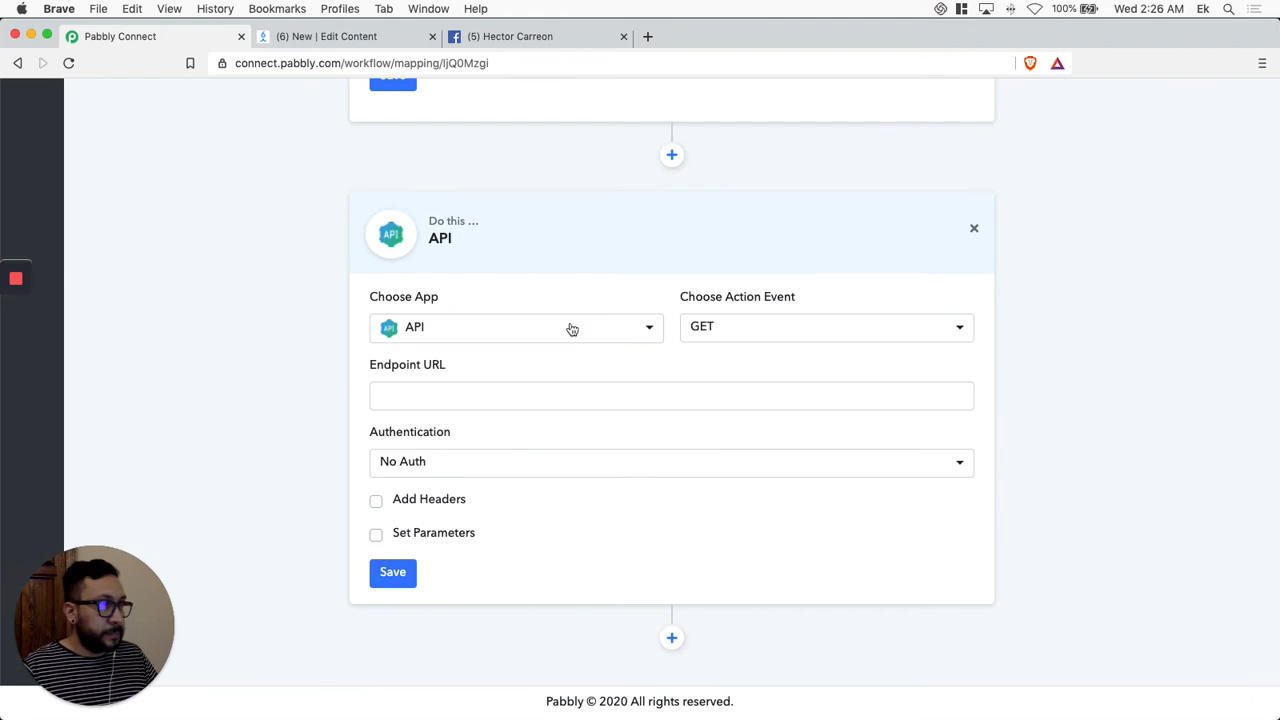 Brave File Edit View History Bookmarks Profiles Tab Window Help 100% Wed 2:26 AM Ek
Pabbly Connect (6) New | Edit Content (5) Hector Carreon
connect.pabbly.com/workflow/mapping/IjQ0Mzgi
Do this ...
API
API
Choose App Choose Action Event
API API GET
Endpoint URL
Authentication
No Auth
Add Headers
Set Parameters
Save
Pabbly © 2020 All rights reserved.